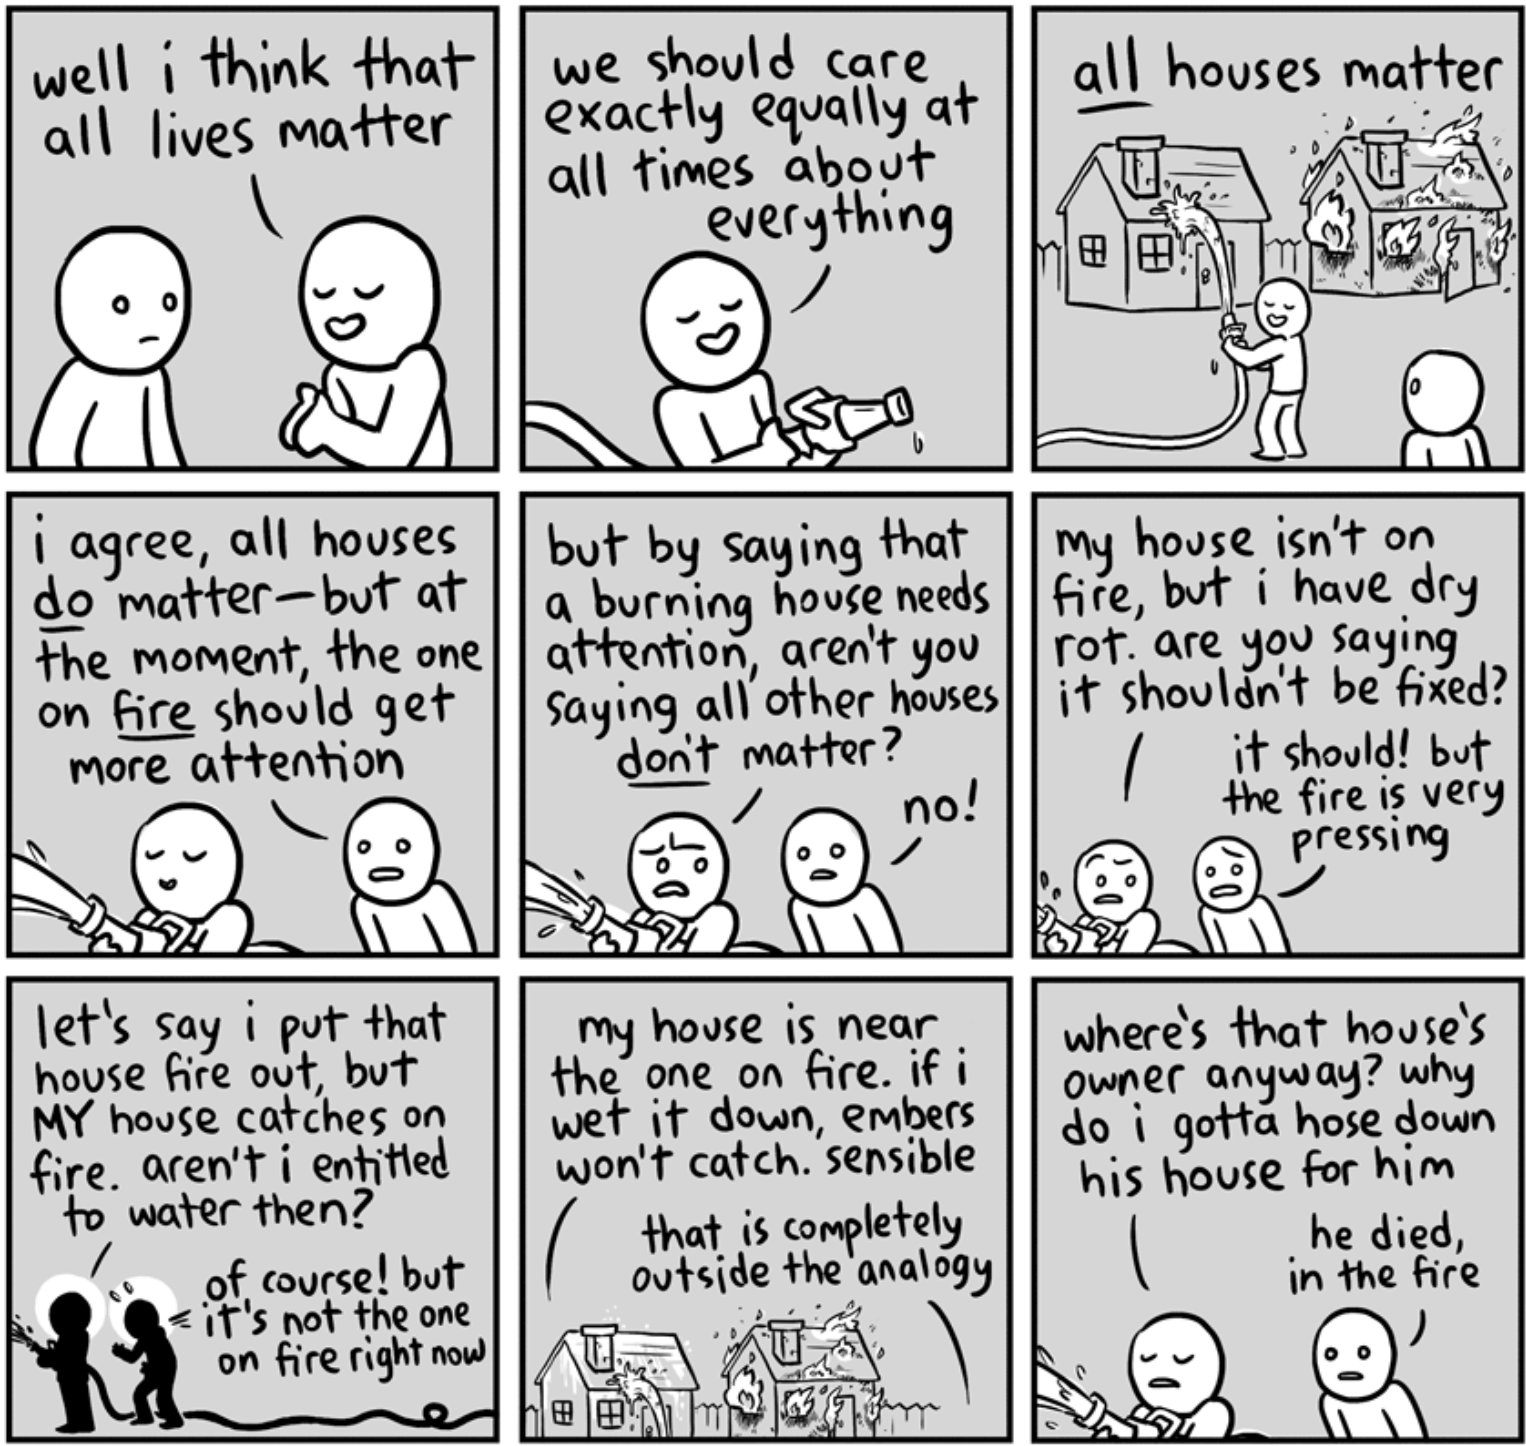 well i think that
all lives matter
we should care
exactly equally at
all times about
everything
all houses matter
i agree, all houses
do matter—but at
the moment, the one
on fire should get
more attention
but by saying that
a burning house needs
attention, aren't you
saying all other houses
don't matter?
no!
my house isn't on
fire, but i have dry
rot. are you saying
it shouldn't be fixed?
it should! but
the fire is very
pressing
let's say i put that
house fire out, but
MY house catches on
fire. aren't i entitled
to water then?
of course! but
it's not the one
on fire right now
my house is near
the one on fire. if i
wet it down, embers
won't catch. sensible
that is completely
outside the analogy
where's that house's
owner anyway? why
do i gotta hose down
his house for him
he died,
in the fire